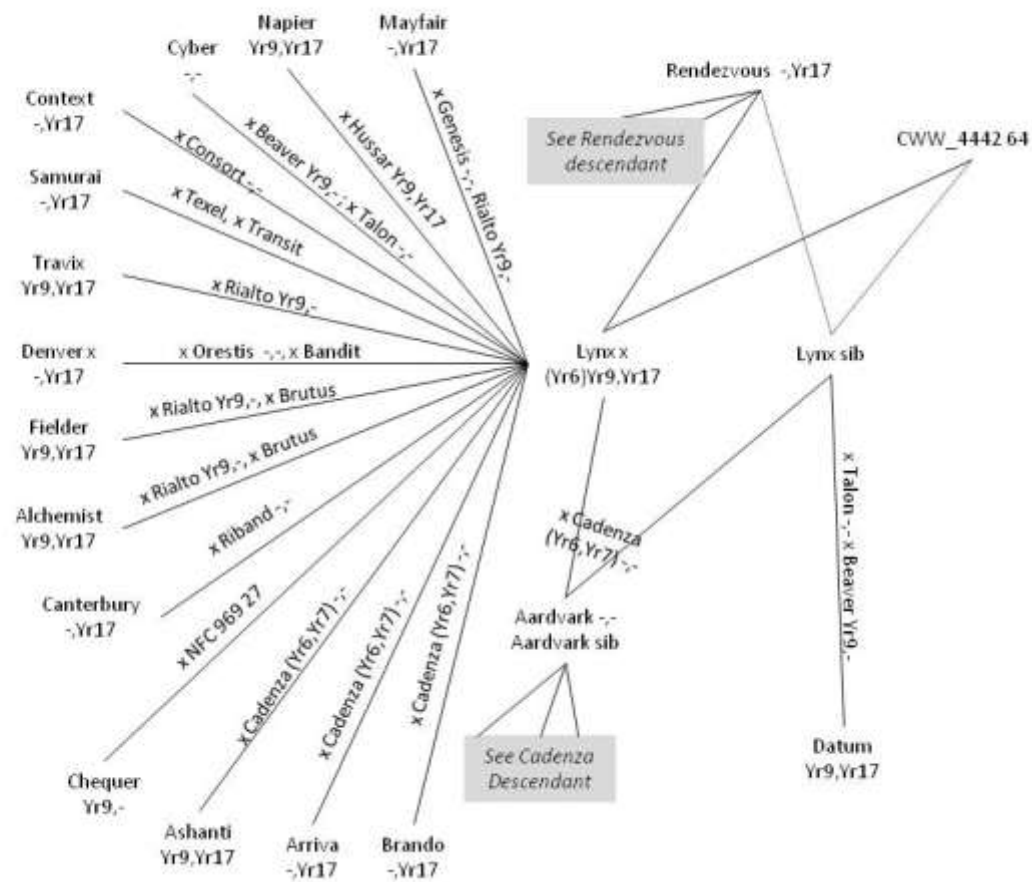 Napier
Yr9,Yr17
Mayfair
-,Yr17
Cyber
-,-
Rendezvous -,Yr17
Context
-,Yr17
See Rendezvous
descendant
CWW_4442 64
x Genesis -,-, Rialto Yr9,-
x Hussar Yr9,Yr17
x Beaver Yr9,-; x Talon -,-
x Consort -,-
Samurai
-,Yr17
x Texel, x Transit
Travix
Yr9,Yr17
x Rialto Yr9,-
Denver x
-,Yr17
x Orestis -,-, x Bandit
Lynx x
(Yr6)Yr9,Yr17
Lynx sib
Fielder
Yr9,Yr17
x Rialto Yr9,-, x Brutus
Alchemist
Yr9,Yr17
x Rialto Yr9,-, x Brutus
Canterbury
-,Yr17
x Riband -,-
x NFC 969 27
x Cadenza (Yr6,Yr7) -,-
x Cadenza (Yr6,Yr7) -,-
x Cadenza (Yr6,Yr7) -,-
x Cadenza
(Yr6,Yr7) -,-
x Talon -,- x Beaver Yr9,-
Aardvark -,-
Aardvark sib
See Cadenza
Descendant
Datum
Yr9,Yr17
Chequer
Yr9,-
Ashanti
Yr9,Yr17
Arriva
-,Yr17
Brando
-,Yr17